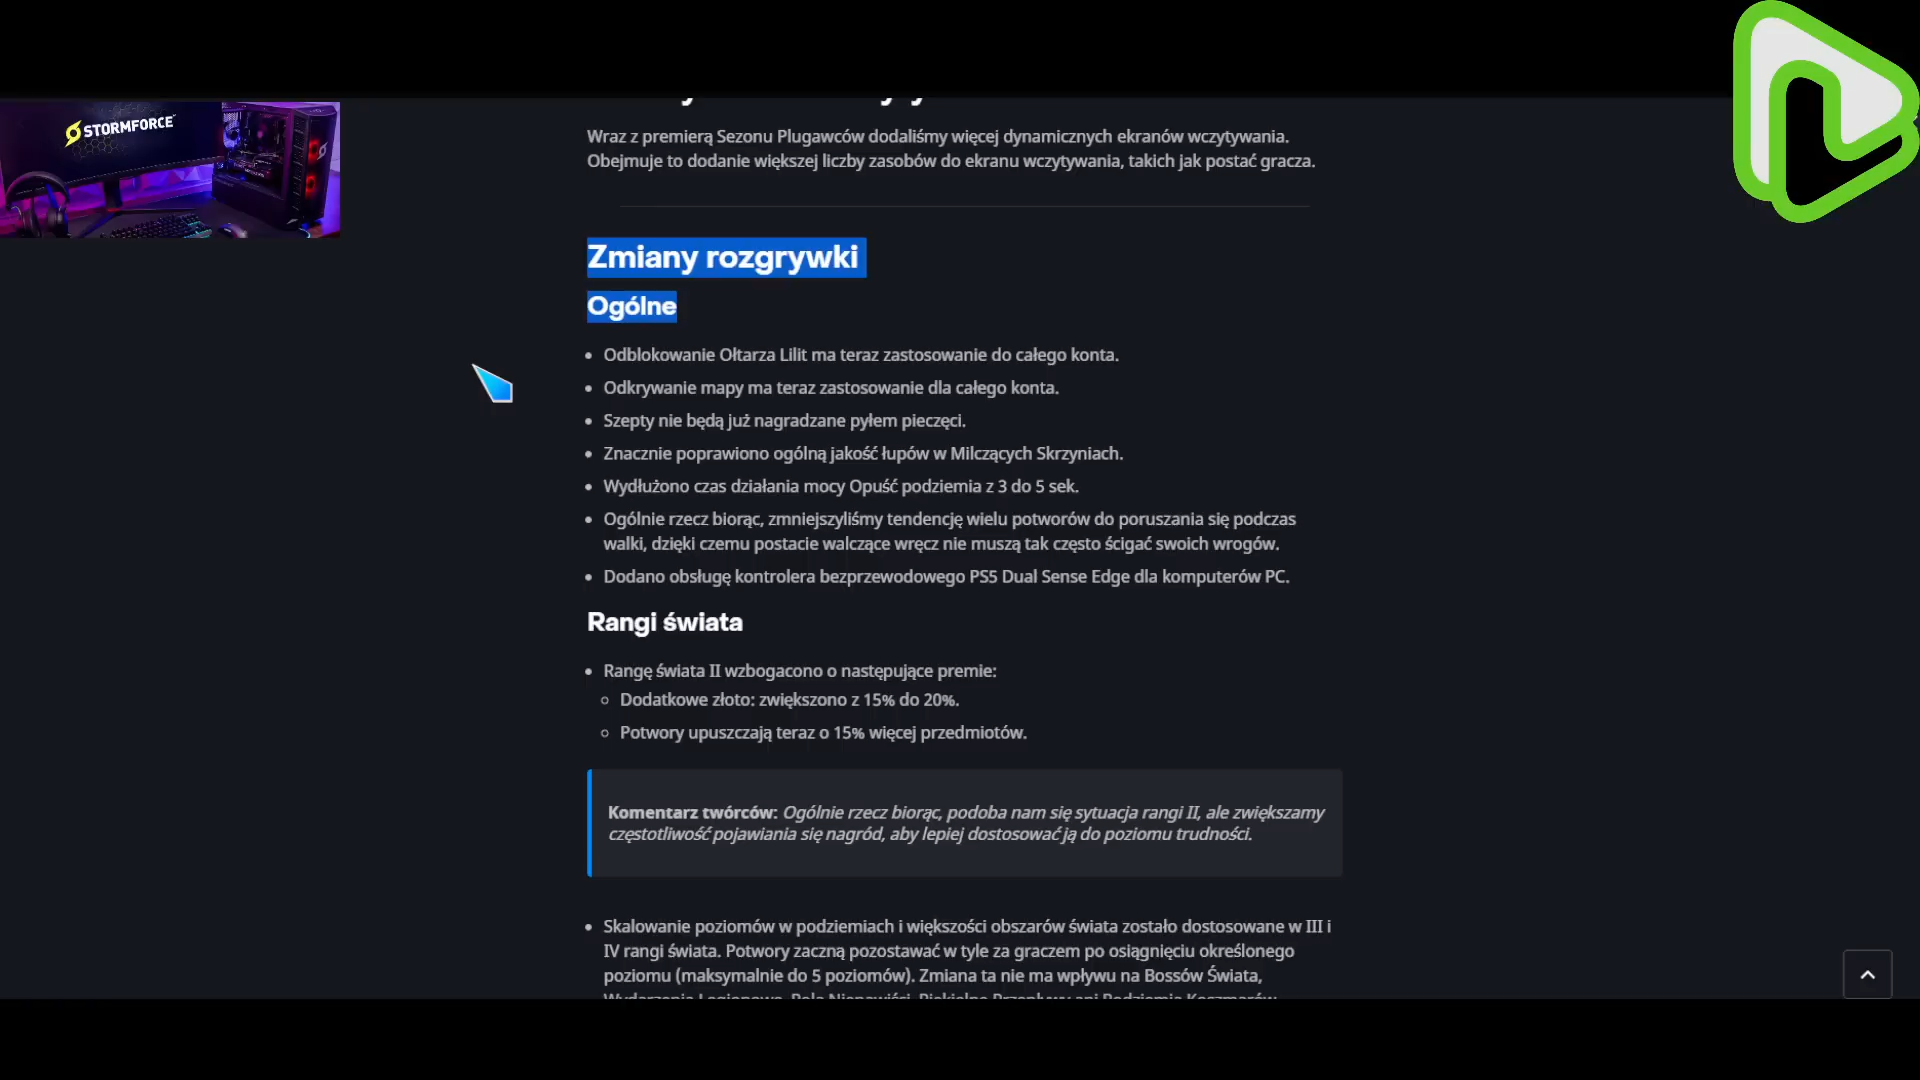 STORMFORCE
Wraz z premierą Sezonu Plugawców dodaliśmy więcej dynamicznych ekranów wczytywania.
Obejmuje to dodanie większej liczby zasobów do ekranu wczytywania, takich jak postać gracza.
Zmiany rozgrywki
Ogólne
• Odblokowanie Ołtarza Lilit ma teraz zastosowanie do całego konta.
• Odkrywanie mapy ma teraz zastosowanie dla całego konta.
• Szepty nie będą już nagradzane pyłem pieczęci.
• Znacznie poprawiono ogólną jakość łupów w Milczących Skrzyniach.
• Wydłużono czas działania mocy Opuść podziemia z 3 do 5 sek.
• Ogólnie rzecz biorąc, zmniejszyliśmy tendencję wielu potworów do poruszania się podczas
walki, dzięki czemu postacie walczące wręcz nie muszą tak często ścigać swoich wrogów.
• Dodano obsługę kontrolera bezprzewodowego PS5 Dual Sense Edge dla komputerów PC.
Rangi świata
• Rangę świata II wzbogacono o następujące premie:
○ Dodatkowe złoto: zwiększono z 15% do 20%.
○ Potwory upuszczają teraz o 15% więcej przedmiotów.
Komentarz twórców: Ogólnie rzecz biorąc, podoba nam się sytuacja rangi II, ale zwiększamy
częstotliwość pojawiania się nagród, aby lepiej dostosować ją do poziomu trudności.
• Skalowanie poziomów w podziemiach i większości obszarów świata zostało dostosowane w III i
IV rangi świata. Potwory zaczną pozostawać w tyle za graczem po osiągnięciu określonego
poziomu (maksymalnie do 5 poziomów). Zmiana ta nie ma wpływu na Bossów Świata,
Wydarzenia Legionowe, Pola Nienawiści, Piekielne Przepływy ani Podziemia Koszmarów.